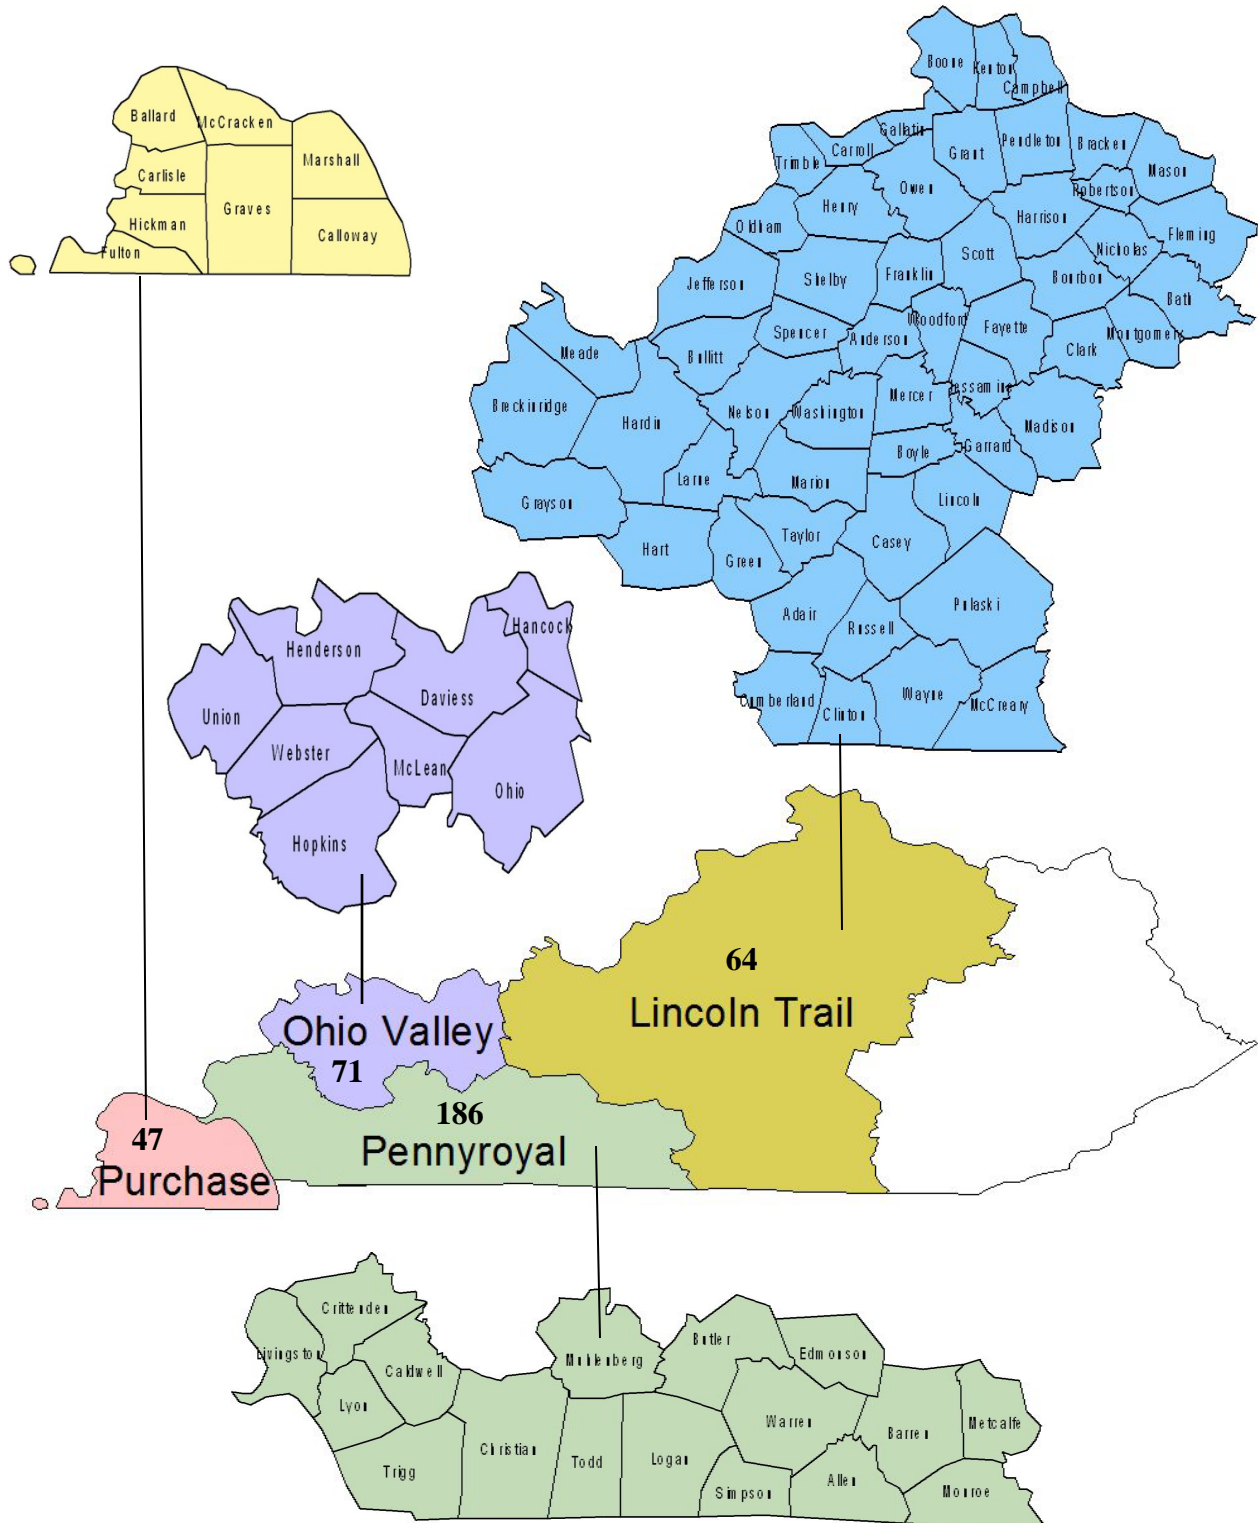 Boone
Kenton
Campbell
Ballard
McCracken
Gallatin
Carroll
Grant
Pendleton
Bracken
Marshall
Trimble
Mason
Carlisle
Owen
Robertson
Graves
Henry
Harrison
Hickman
Calloway
Oldham
Fleming
Fulton
Scott
Nicholas
Jefferson
Shelby
Franklin
Bourbon
Bath
Woodford
Spencer
Anderson
Fayette
Montgomery
Meade
Bullitt
Clark
Mercer
Jessamine
Breckinridge
Nelson
Washington
Hardin
Madison
Boyle
Garrard
Larue
Marion
Grayson
Lincoln
Taylor
Casey
Hart
Green
Pulaski
Adair
Russell
Hancock
Henderson
Daviess
Wayne
Cumberland
McCreary
Clinton
Union
Webster
McLean
Ohio
Hopkins
64
Lincoln Trail
Ohio Valley
71
186
47
Pennyroyal
Purchase
Crittenden
Butler
Livingston
Edmonson
Muhlenberg
Caldwell
Lyon
Warren
Metcalfe
Barren
Christian
Logan
Todd
Trigg
Allen
Simpson
Monroe